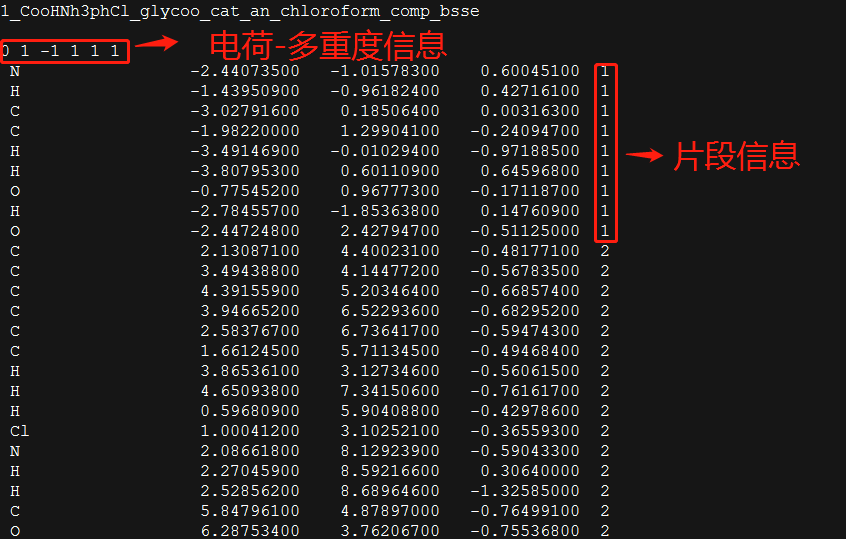 1_CooHNh3phCl_glycoo_cat_an_chloroform_comp_bsse
0 1 -1 1 1 1
电荷-多重度信息
N -2.44073500 -1.01578300 0.60045100 1
H -1.43950900 -0.96182400 0.42716100 1
C -3.02791600 0.18506400 0.00316300 1
C -1.98220000 1.29904100 -0.24094700 1
H -3.49146900 -0.01029400 -0.97188500 1
片段信息
H -3.80795300 0.60110900 0.64596800 1
O -0.77545200 0.96777300 -0.17118700 1
H -2.78455700 -1.85363800 0.14760900 1
O -2.44724800 2.42794700 -0.51125000 1
C 2.13087100 4.40023100 -0.48177100 2
C 3.49438800 4.14477200 -0.56783500 2
C 4.39155900 5.20346400 -0.66857400 2
C 3.94665200 6.52293600 -0.68295200 2
C 2.58376700 6.73641700 -0.59474300 2
C 1.66124500 5.71134500 -0.49468400 2
H 3.86536100 3.12734600 -0.56061500 2
H 4.65093800 7.34150600 -0.76161700 2
H 0.59680900 5.90408800 -0.42978600 2
Cl 1.00041200 3.10252100 -0.36559300 2
N 2.08661800 8.12923900 -0.59043300 2
H 2.27045900 8.59216600 0.30640000 2
H 2.52856200 8.68964600 -1.32585000 2
C 5.84796100 4.87897000 -0.76499100 2
O 6.28753400 3.76206700 -0.75536800 2